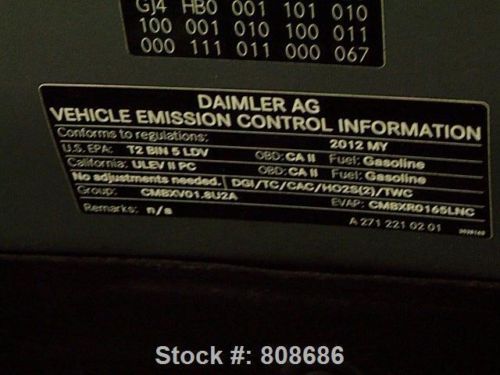 GJ4 HB0 001 101 010
100 001 010 100 011
000 111 011 000 067
DAIMLER AG
VEHICLE EMISSION CONTROL INFORMATION
Conforms to regulations: 2012 MY
U.S. EPA: T2 BIN 5 LDV OBD: CA II Fuel: Gasoline
California: ULEV II PC OBD: CA II Fuel: Gasoline
No adjustments needed. DGI/TC/CAC/HO2S(2)/TWC
Group: CMBXV01.8U2A EVAP: CMBXR0165LNC
Remarks: n/a A 271 221 02 01
Stock #: 808686